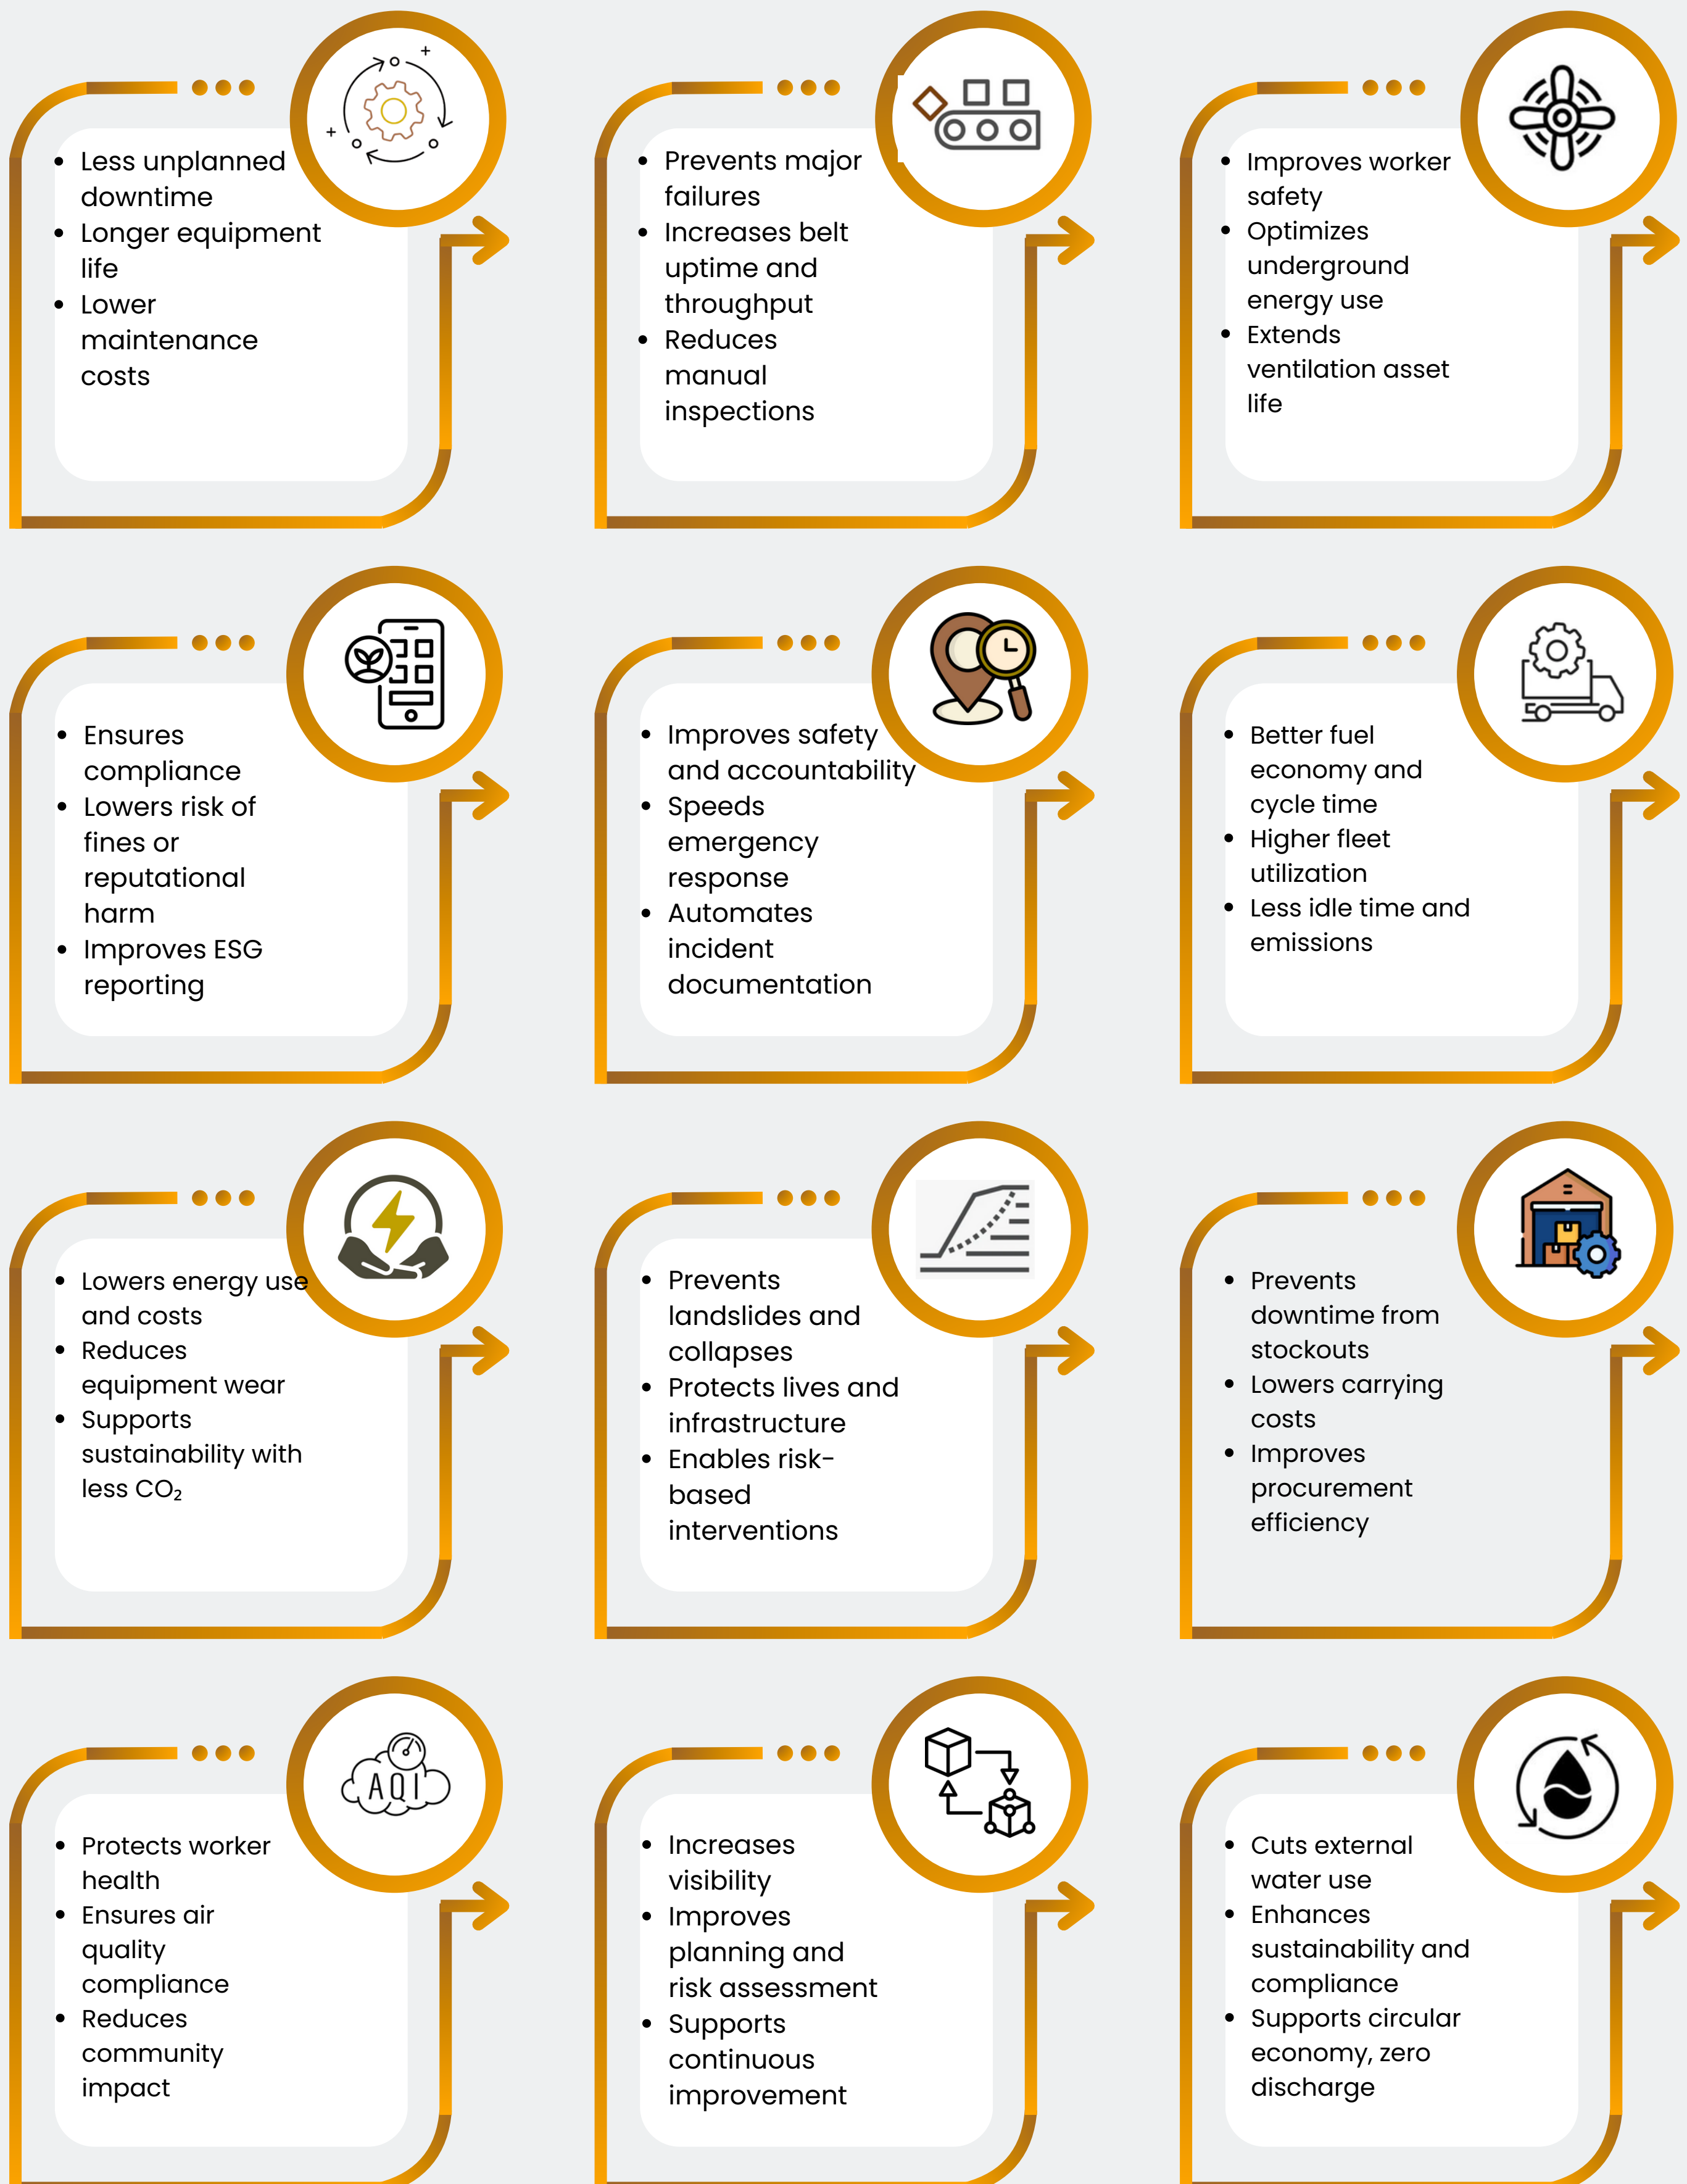 • Less unplanned
downtime
• Longer equipment
life
• Lower
maintenance
costs
• Prevents major
failures
• Increases belt
uptime and
throughput
• Reduces
manual
inspections
• Improves worker
safety
• Optimizes
underground
energy use
• Extends
ventilation asset
life
• Ensures
compliance
• Lowers risk of
fines or
reputational
harm
• Improves ESG
reporting
• Improves safety
and accountability
• Speeds
emergency
response
• Automates
incident
documentation
• Better fuel
economy and
cycle time
• Higher fleet
utilization
• Less idle time and
emissions
• Lowers energy use
and costs
• Reduces
equipment wear
• Supports
sustainability with
less CO₂
• Prevents
landslides and
collapses
• Protects lives and
infrastructure
• Enables risk-
based
interventions
• Prevents
downtime from
stockouts
• Lowers carrying
costs
• Improves
procurement
efficiency
AQI
• Protects worker
health
• Ensures air
quality
compliance
• Reduces
community
impact
• Increases
visibility
• Improves
planning and
risk assessment
• Supports
continuous
improvement
• Cuts external
water use
• Enhances
sustainability and
compliance
• Supports circular
economy, zero
discharge